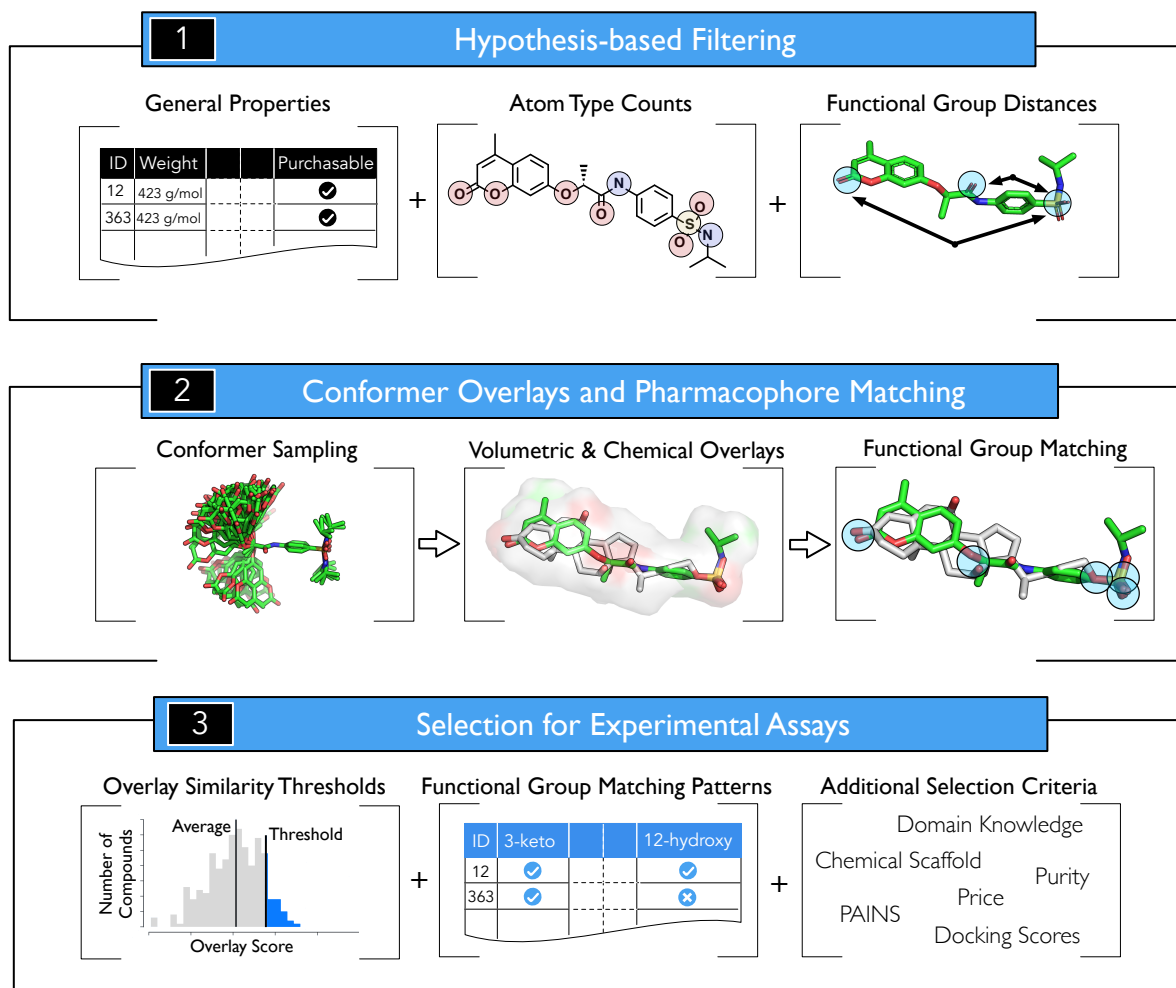 1
Hypothesis-based Filtering
General Properties
ID Weight Purchasable
12 423 g/mol
363 423 g/mol
+
Atom Type Counts
O O O O N O S O N
+
Functional Group Distances
2
Conformer Overlays and Pharmacophore Matching
Conformer Sampling
Volumetric & Chemical Overlays
Functional Group Matching
3
Selection for Experimental Assays
Overlay Similarity Thresholds
Average
Threshold
Number of
Compounds
Overlay Score
+
Functional Group Matching Patterns
ID 3-keto 12-hydroxy
12
363
+
Additional Selection Criteria
Domain Knowledge
Chemical Scaffold
Purity
Price
PAINS
Docking Scores